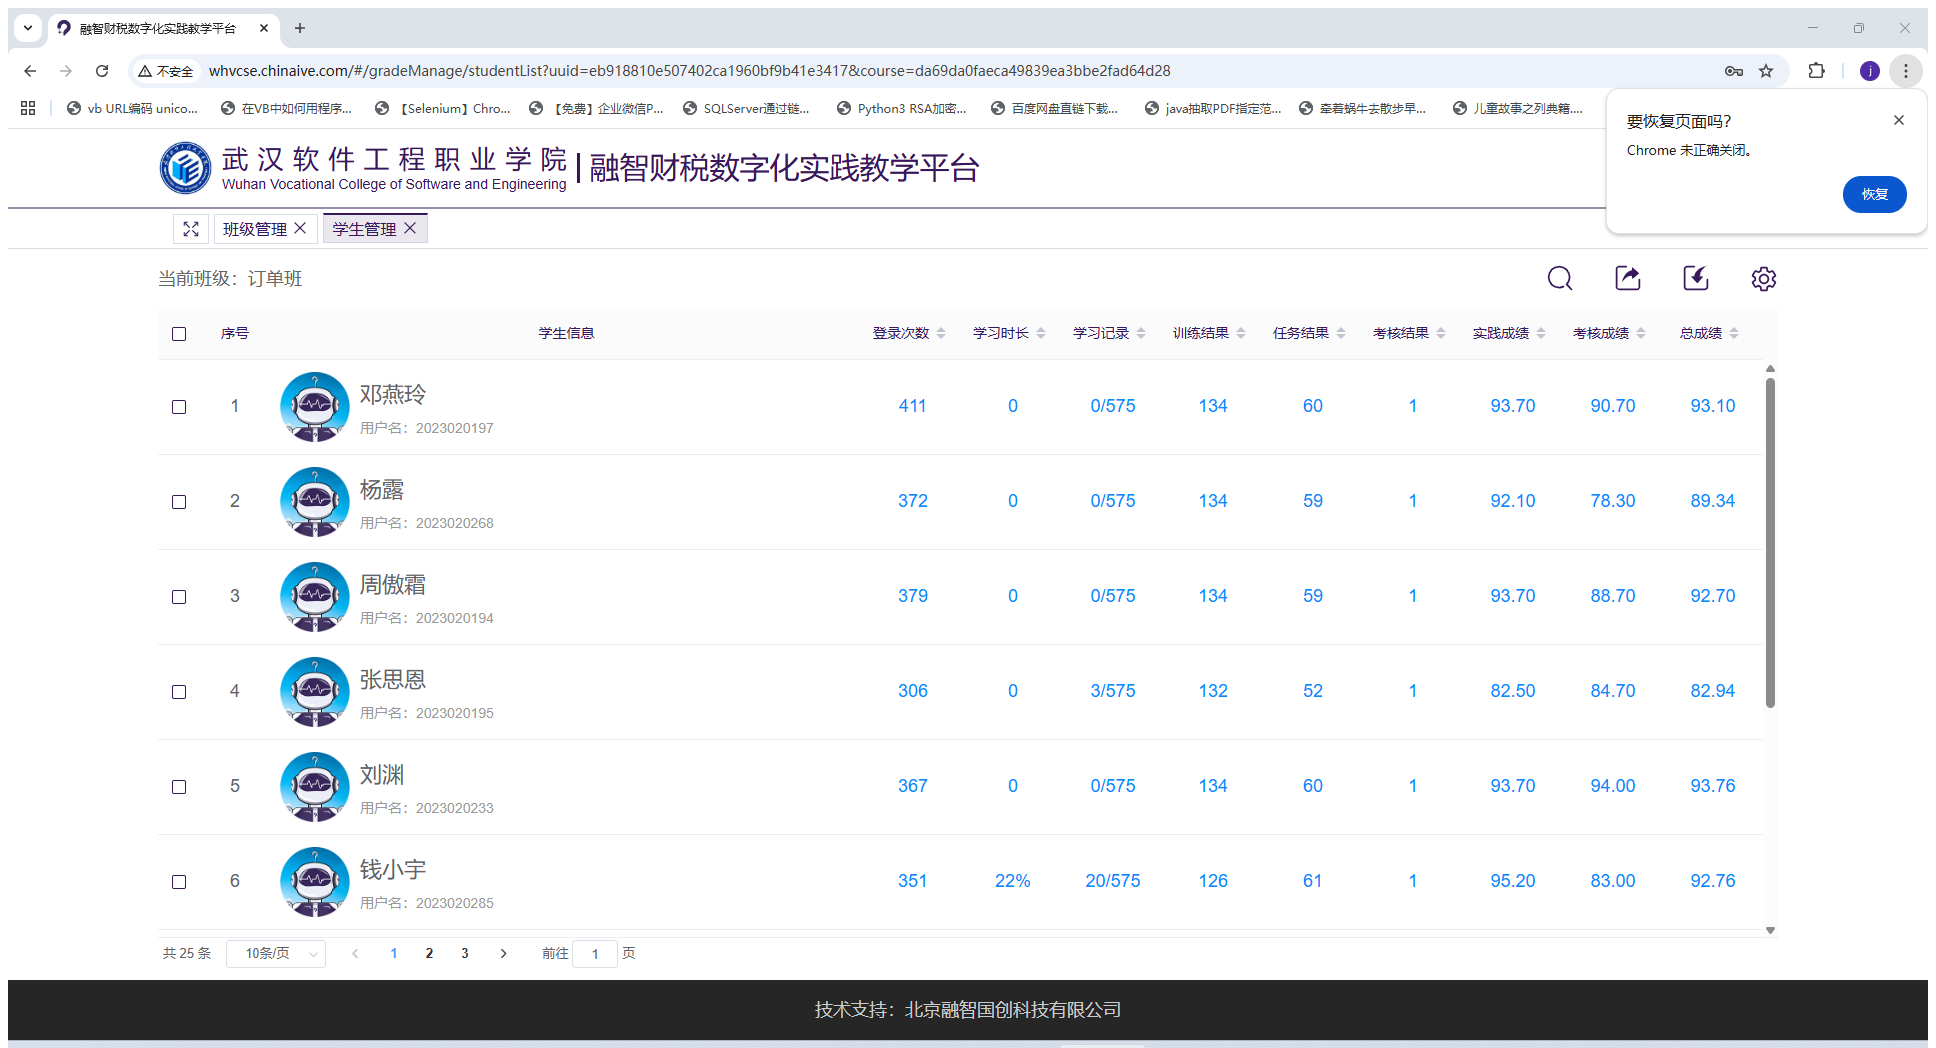 融智财税数字化实践教学平台
不安全 whvcse.chinaive.com/#/gradeManage/studentList?uuid=eb918810e507402ca1960bf9b41e3417&course=da69da0faeca49839ea3bbe2fad64d28 j
vb URL编码 unico... 在VB中如何用程序... 【Selenium】Chro... 【免费】企业微信P... SQLServer通过链... Python3 RSA加密... 百度网盘直链下载... java抽取PDF指定范... 牵着蜗牛去散步早... 儿童故事之列典籍....
要恢复页面吗?
Chrome 未正确关闭。
恢复
武汉软件工程职业学院
Wuhan Vocational College of Software and Engineering
融智财税数字化实践教学平台
班级管理 学生管理
当前班级：订单班
序号 学生信息 登录次数 学习时长 学习记录 训练结果 任务结果 考核结果 实践成绩 考核成绩 总成绩
1 邓燕玲 411 0 0/575 134 60 1 93.70 90.70 93.10
用户名：2023020197
2 杨露 372 0 0/575 134 59 1 92.10 78.30 89.34
用户名：2023020268
3 周傲霜 379 0 0/575 134 59 1 93.70 88.70 92.70
用户名：2023020194
4 张思恩 306 0 3/575 132 52 1 82.50 84.70 82.94
用户名：2023020195
5 刘渊 367 0 0/575 134 60 1 93.70 94.00 93.76
用户名：2023020233
6 钱小宇 351 22% 20/575 126 61 1 95.20 83.00 92.76
用户名：2023020285
共 25 条 10条/页 1 2 3 前往 1 页
技术支持：北京融智国创科技有限公司